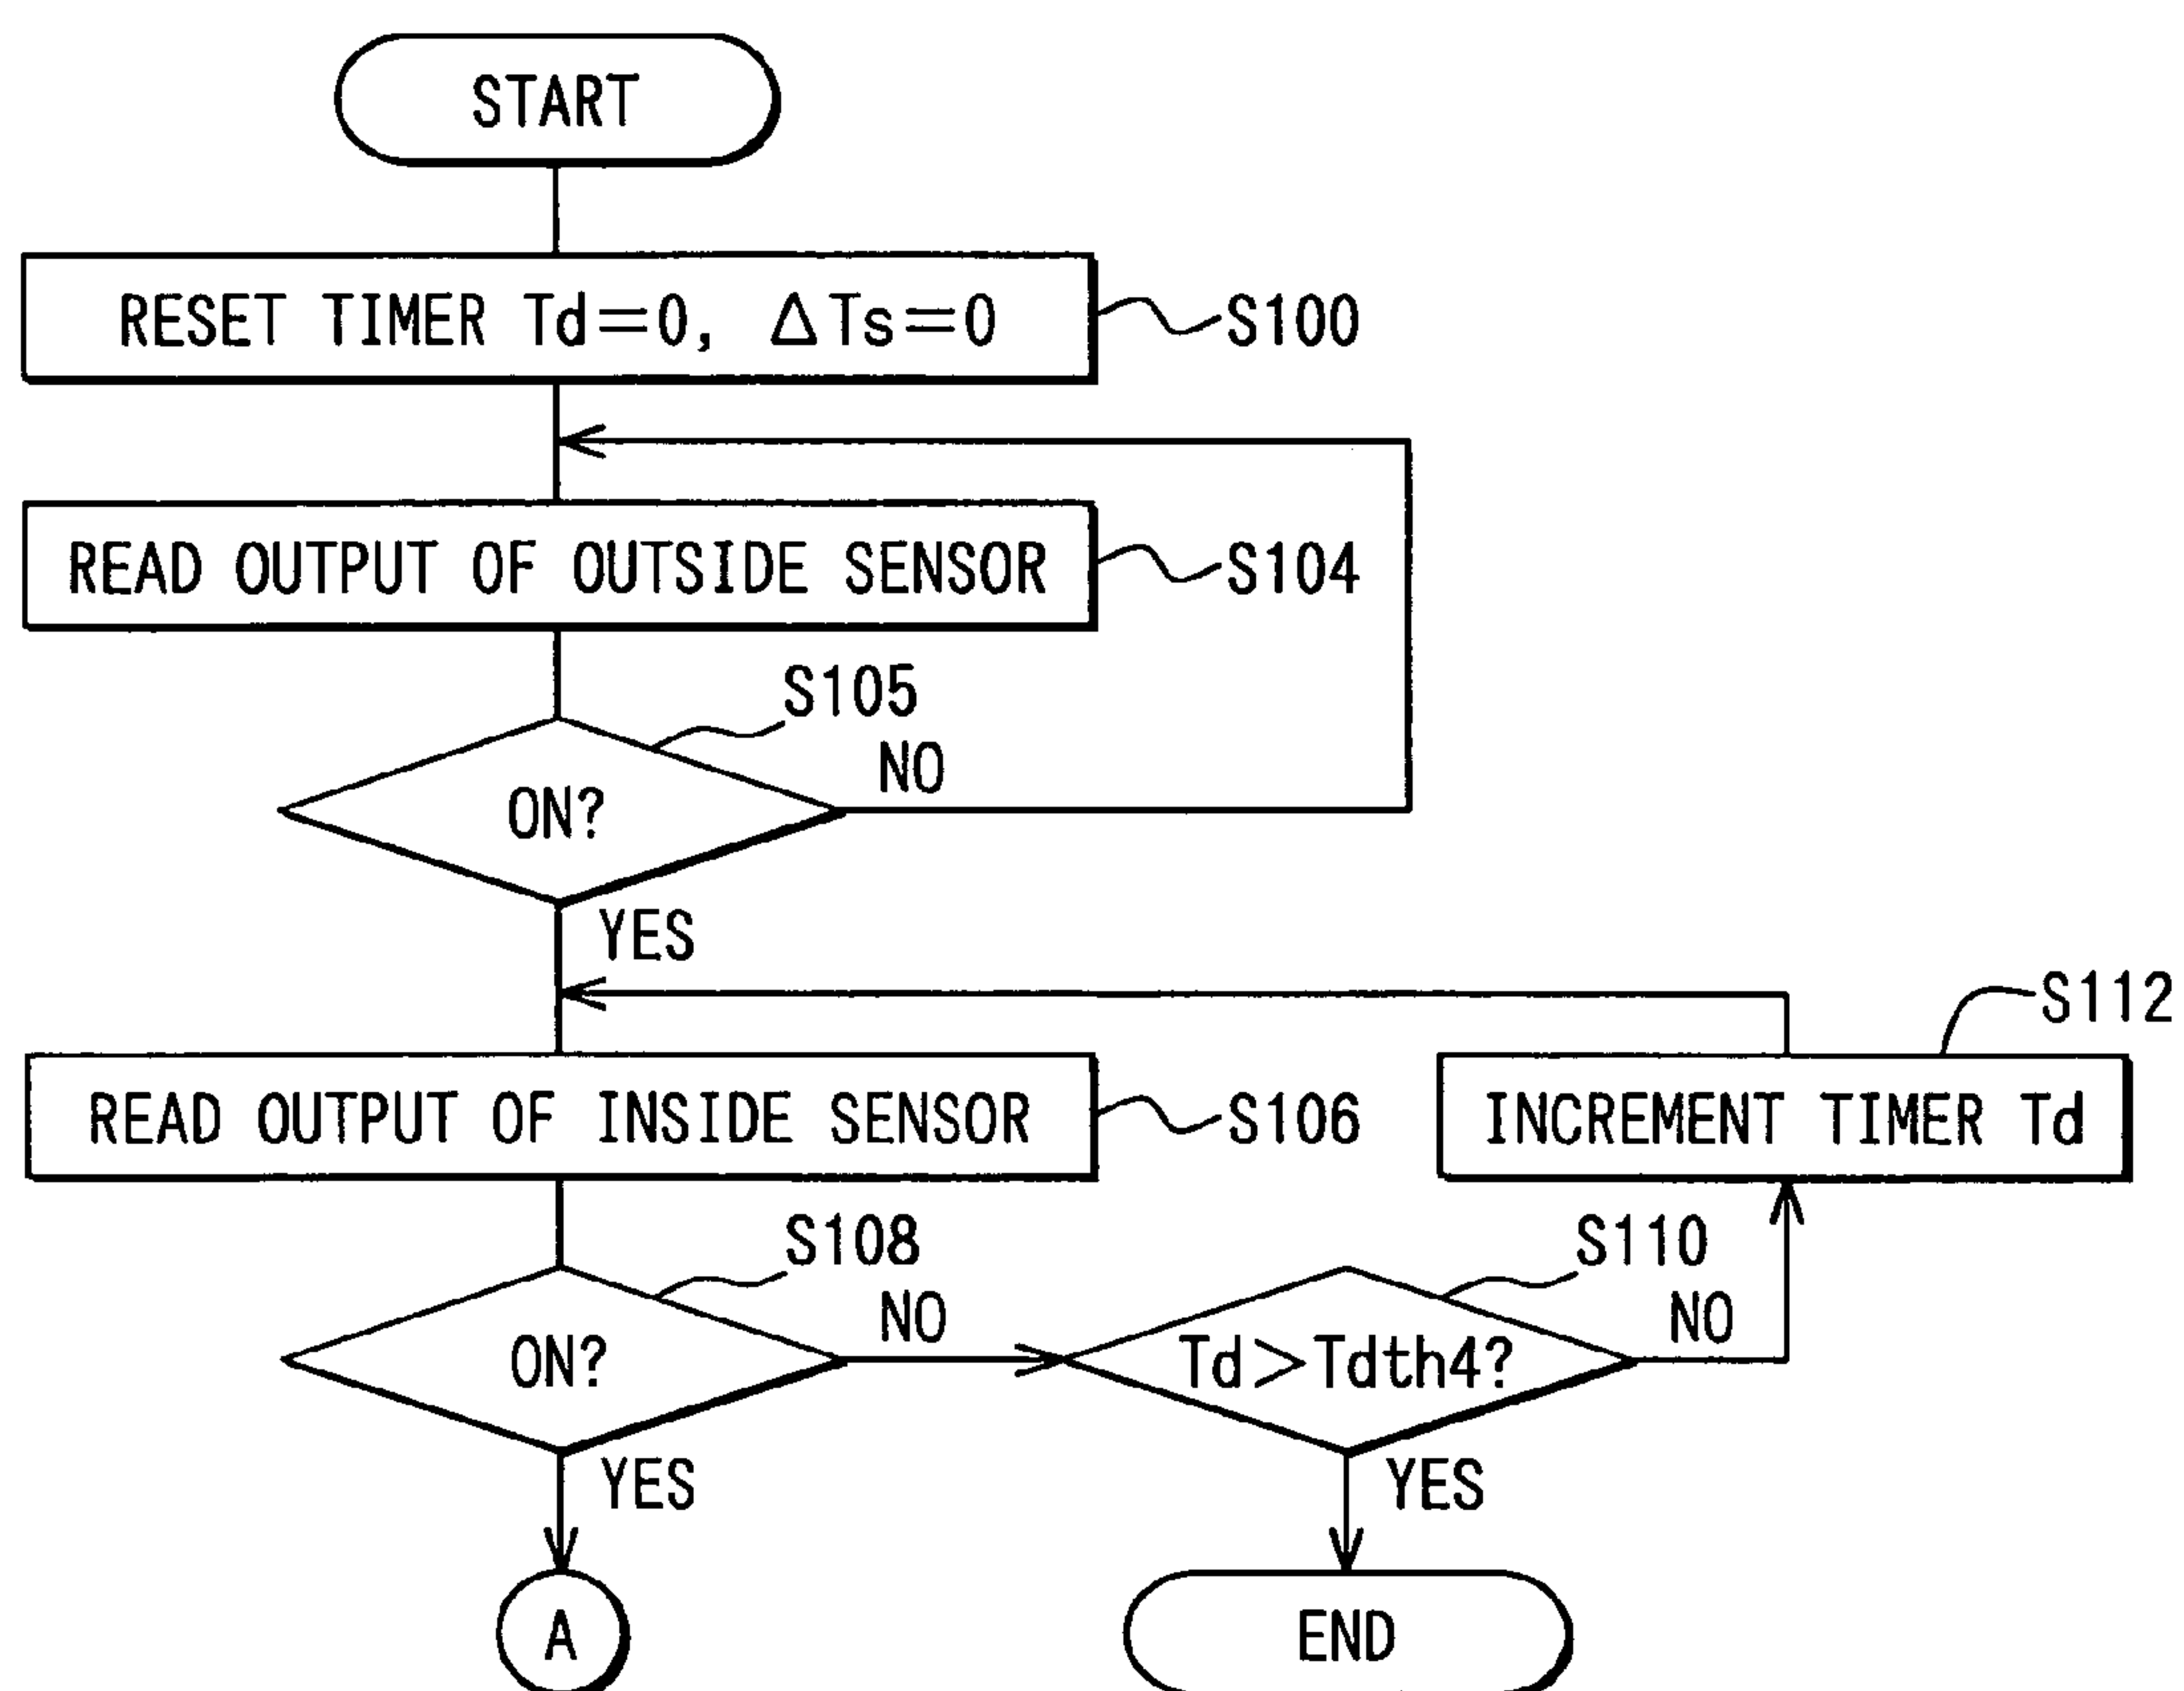 START
RESET TIMER Td=0, ΔTs=0
S100
READ OUTPUT OF OUTSIDE SENSOR
S104
S105
ON?
NO
YES
S112
READ OUTPUT OF INSIDE SENSOR
S106
INCREMENT TIMER Td
S108
ON?
NO
S110
Td>Tdth4?
NO
YES
YES
A
END